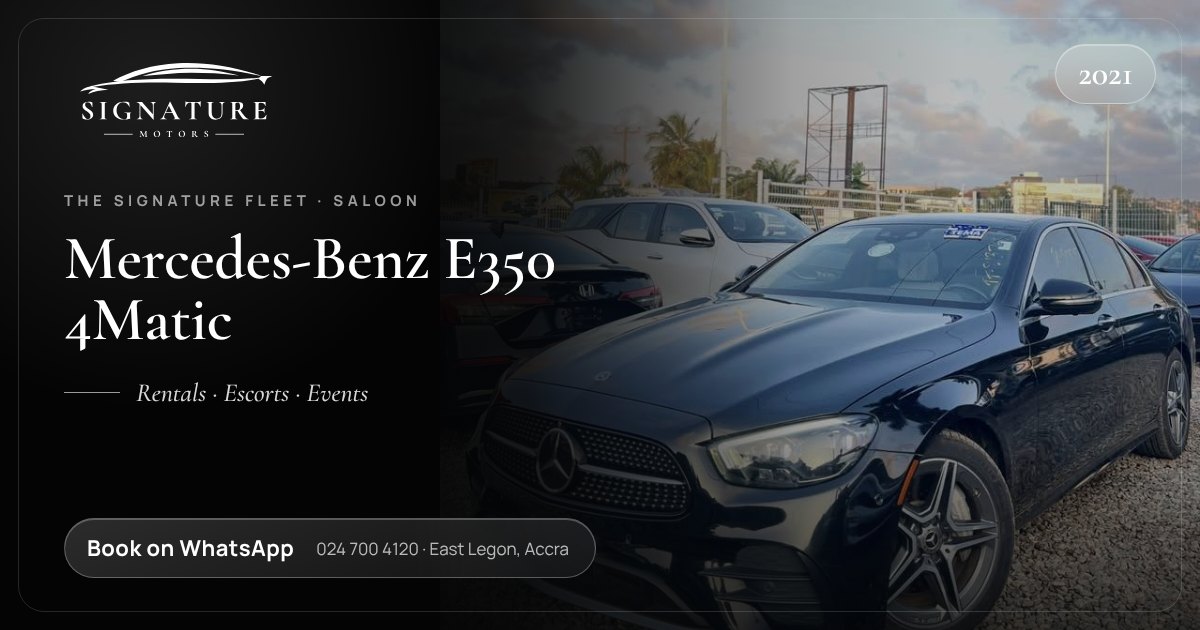 SIGNATURE
MOTORS
2021
THE SIGNATURE FLEET · SALOON
Mercedes-Benz E350
4Matic
Rentals · Escorts · Events
Book on WhatsApp 024 700 4120 · East Legon, Accra